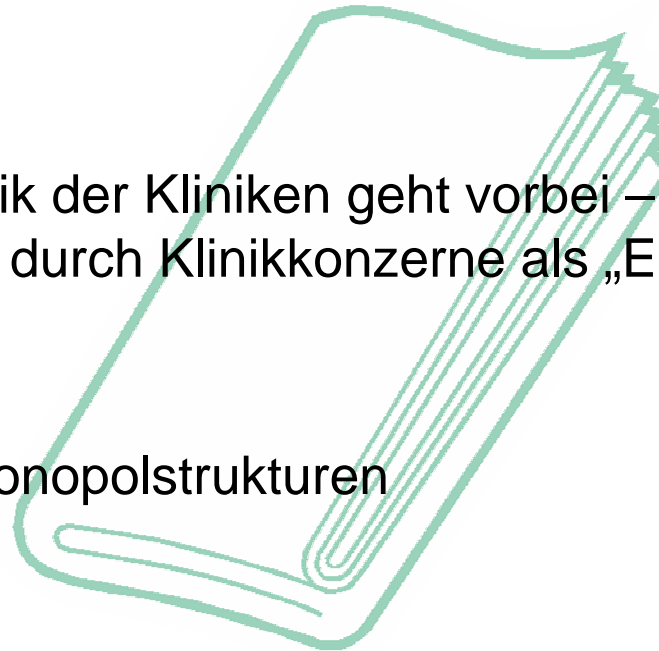 ik der Kliniken geht vorbei –
durch Klinikkonzerne als „E
onopolstrukturen